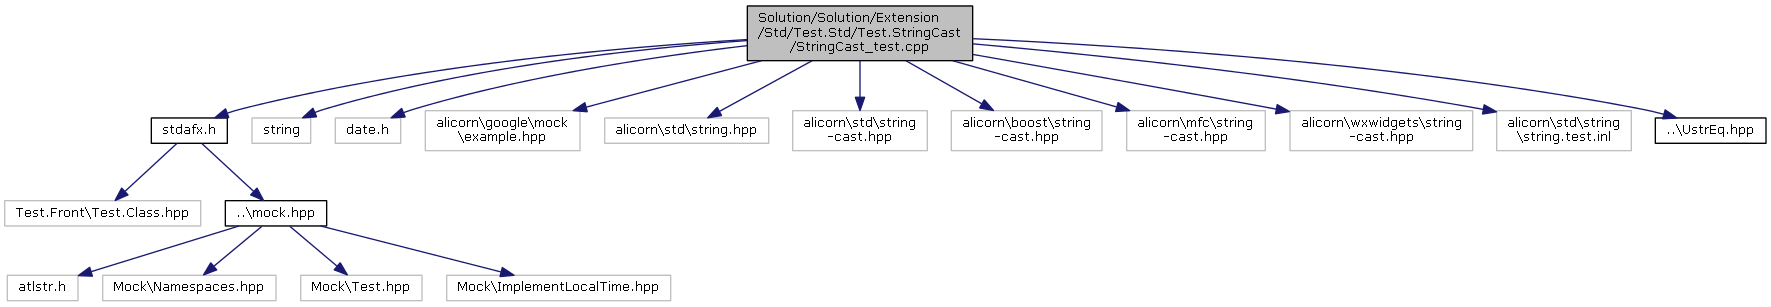 Solution/Solution/Extension
/Std/Test.Std/Test.StringCast
/StringCast_test.cpp
stdafx.h
string
date.h
alicorn\google\mock
\example.hpp
alicorn\std\string.hpp
alicorn\std\string
-cast.hpp
alicorn\boost\string
-cast.hpp
alicorn\mfc\string
-cast.hpp
alicorn\wxwidgets\string
-cast.hpp
alicorn\std\string
\string.test.inl
..\UstrEq.hpp
Test.Front\Test.Class.hpp
..\mock.hpp
atlstr.h
Mock\Namespaces.hpp
Mock\Test.hpp
Mock\ImplementLocalTime.hpp